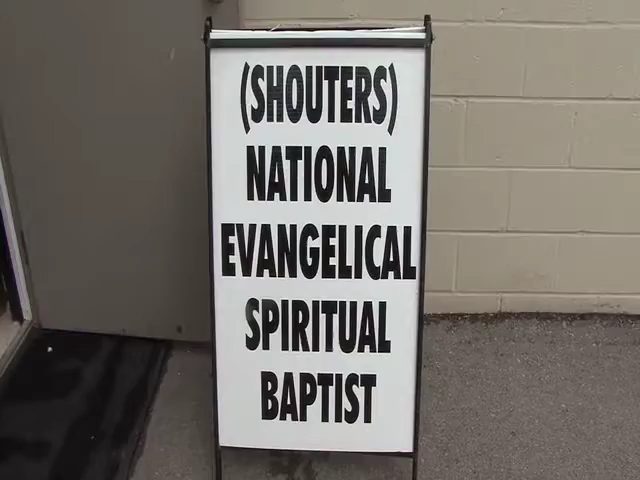 (SHOUTERS)
NATIONAL
EVANGELICAL
SPIRITUAL
BAPTIST